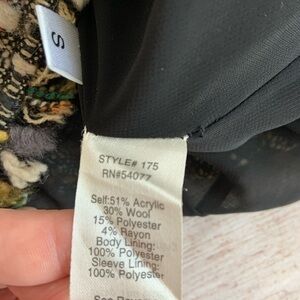 S
STYLE# 175
RN#54077
Self:51% Acrylic
30% Wool
15% Polyester
4% Rayon
Body Lining:
100% Polyester
Sleeve Lining:
100% Polyester
See